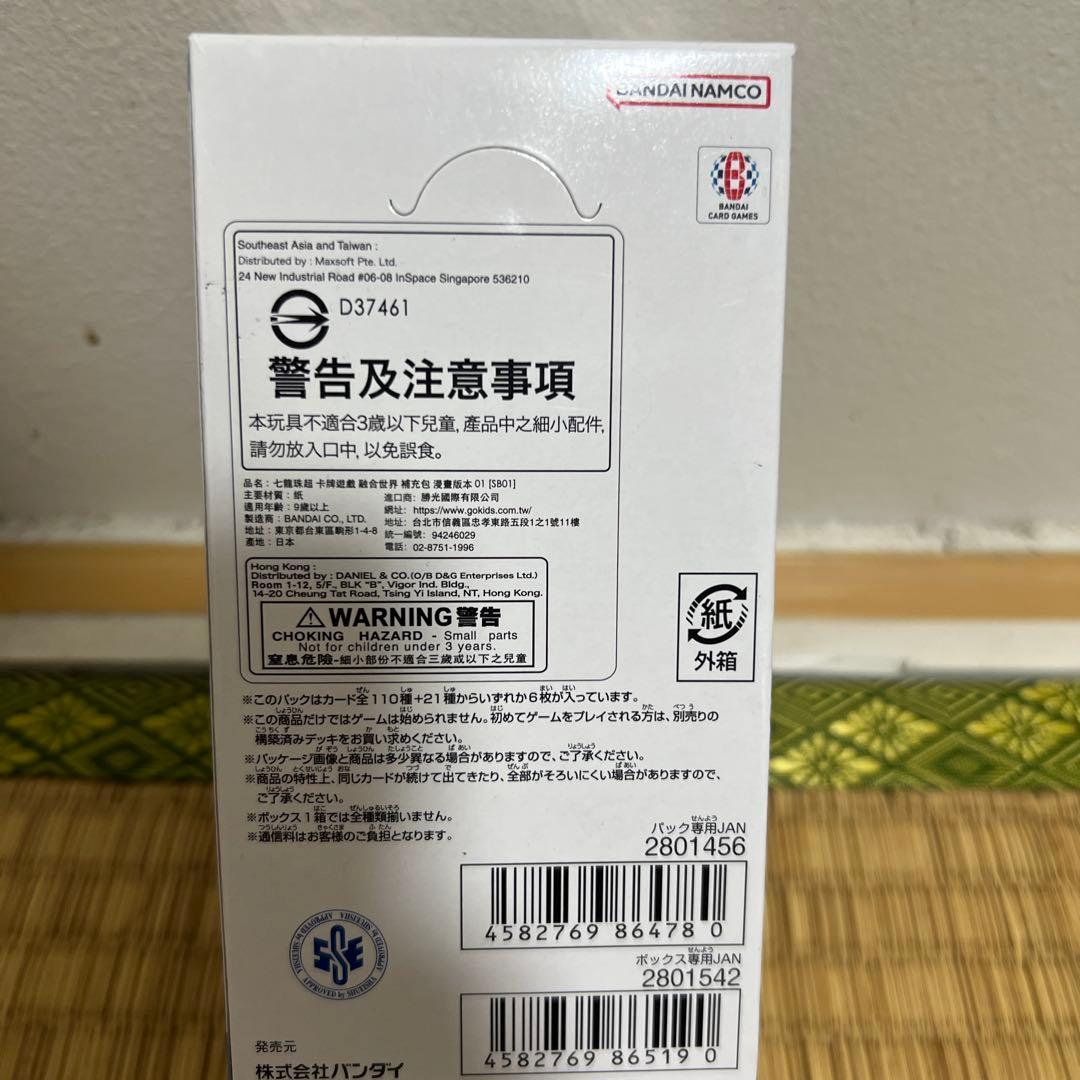 BANDAI NAMCO
B
BANDAI
CARD GAMES
Southeast Asia and Taiwan :
Distributed by : Maxsoft Pte. Ltd.
24 New Industrial Road #06-08 InSpace Singapore 536210
D37461
警告及注意事項
本玩具不適合3歲以下兒童, 產品中之細小配件,
請勿放入口中, 以免誤食。
品名: 七龍珠超 卡牌遊戲 融合世界 補充包 漫畫版本 01 [SB01]
主要材質: 紙
適用年齡: 9歲以上
製造商: BANDAI CO., LTD.
地址: 東京都台東區駒形1-4-8
產地: 日本
進口商: 勝光國際有限公司
網址: https://www.gokids.com.tw/
地址: 台北市信義區忠孝東路五段1之1號11樓
統一編號: 94246029
電話: 02-8751-1996
Hong Kong :
Distributed by : DANIEL & CO.(O/B D&G Enterprises Ltd.)
Room 1-12, 5/F., BLK "B", Vigor Ind. Bldg.,
14-20 Cheung Tat Road, Tsing Yi Island, NT, Hong Kong.
WARNING 警告
CHOKING HAZARD - Small parts
Not for children under 3 years.
窒息危險-細小部份不適合三歲或以下之兒童
紙
外箱
※このパックはカード全110種+21種からいずれか6枚が入っています。
※この商品だけではゲームは始められません。初めてゲームをプレイされる方は、別売りの
構築済みデッキをお買い求めください。
※パッケージ画像と商品は多少異なる場合がありますので、ご了承ください。
※商品の特性上、同じカードが続けて出てきたり、全部がそろいにくい場合がありますので、
ご了承ください。
※ボックス1箱では全種類揃いません。
※通信料はお客様のご負担となります。
パック専用JAN
2801456
4582769 864780
ボックス専用JAN
2801542
4582769 865190
APPROVED by SHUEISHA
発売元
株式会社バンダイ